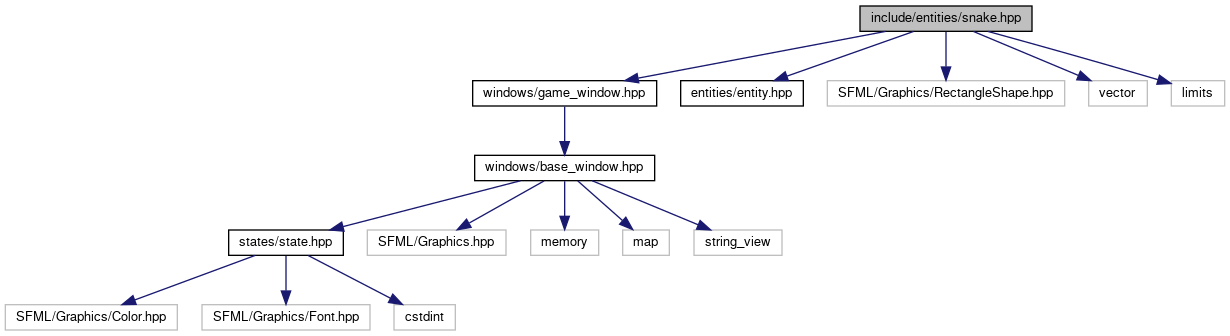 include/entities/snake.hpp
windows/game_window.hpp
entities/entity.hpp
SFML/Graphics/RectangleShape.hpp
vector
limits
windows/base_window.hpp
states/state.hpp
SFML/Graphics.hpp
memory
map
string_view
SFML/Graphics/Color.hpp
SFML/Graphics/Font.hpp
cstdint